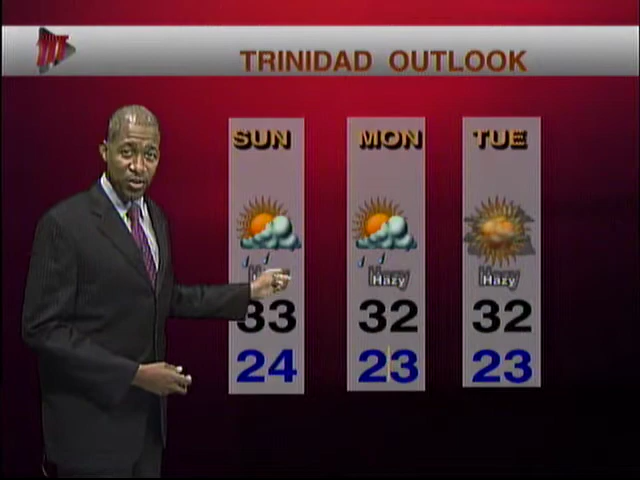 TRINIDAD OUTLOOK
SUN MON TUE
Hazy Hazy
33 32 32
24 23 23